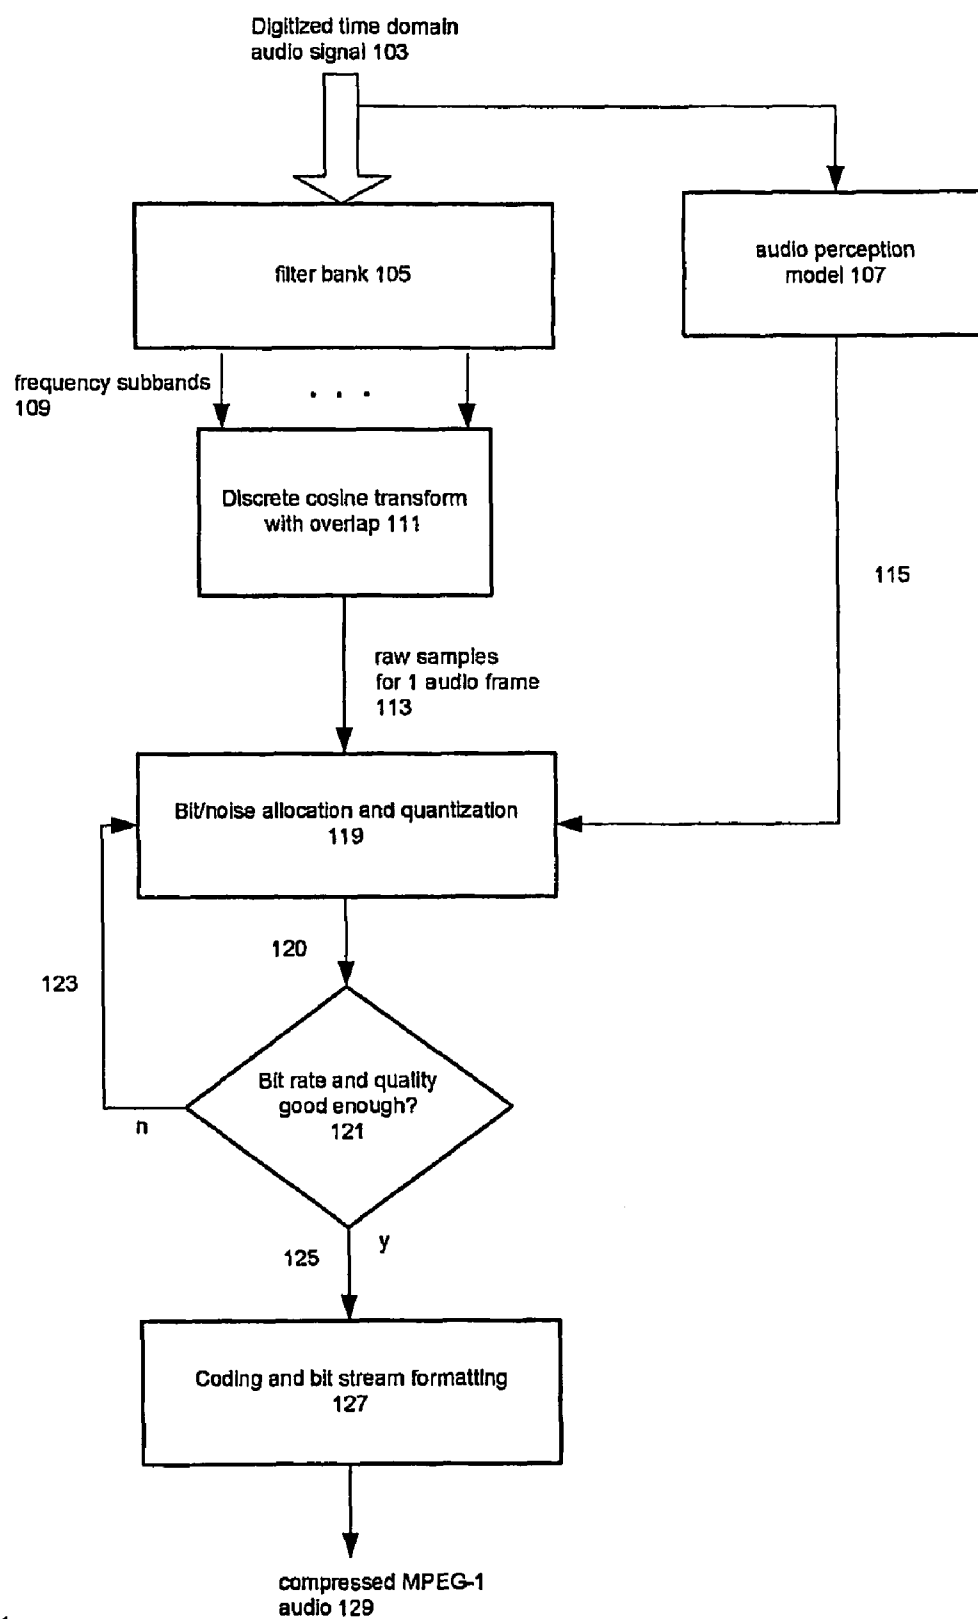 Digitized time domain
audio signal 103
filter bank 105
audio perception
model 107
frequency subbands
109
. . .
Discrete cosine transform
with overlap 111
115
raw samples
for 1 audio frame
113
Bit/noise allocation and quantization
119
120
123
Bit rate and quality
good enough?
121
n
y
125
Coding and bit stream formatting
127
compressed MPEG-1
audio 129